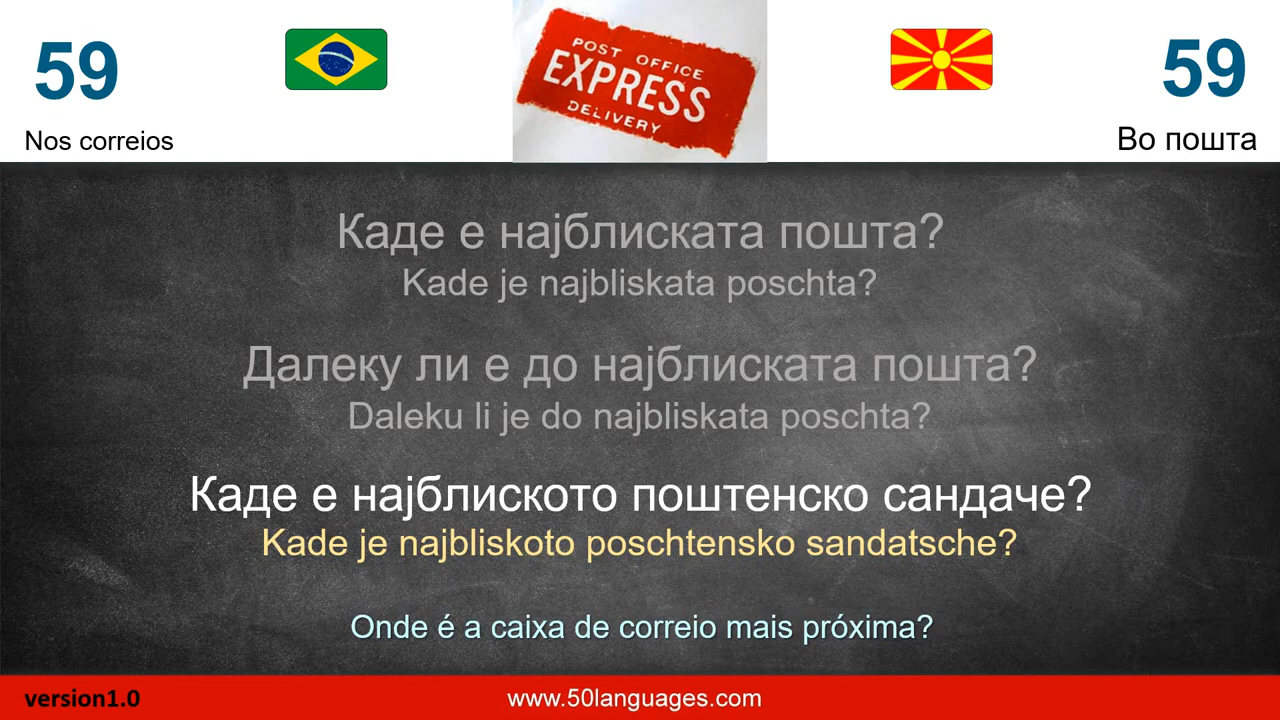 59
Nos correios
POST OFFICE
EXPRESS
DELIVERY
59
Во пошта
Каде е најблиската пошта?
Kade je najbliskata poschta?
Далеку ли е до најблиската пошта?
Daleku li je do najbliskata poschta?
Каде е најблиското поштенско сандаче?
Kade je najbliskoto poschtensko sandatsche?
Onde é a caixa de correio mais próxima?
version1.0
www.50languages.com